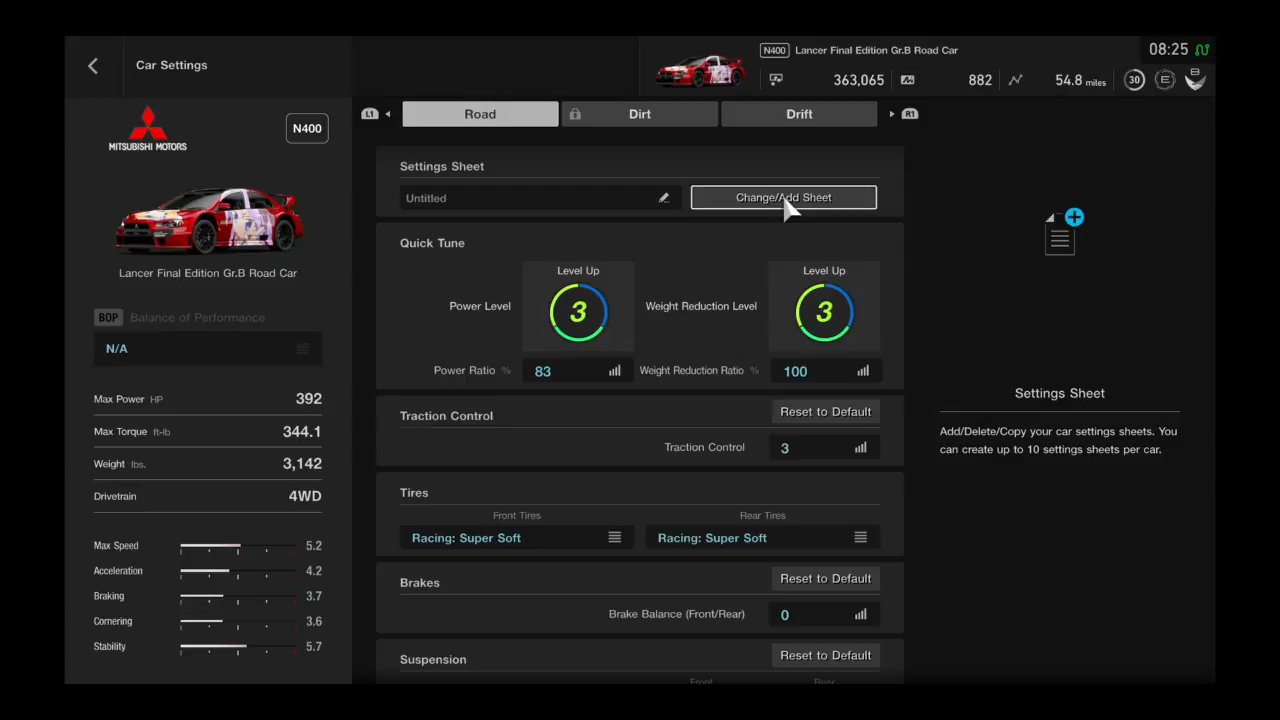 Car Settings
N400 Lancer Final Edition Gr.B Road Car
08:25
363,065
882
54.8 miles
30
E
B
MITSUBISHI MOTORS
N400
Lancer Final Edition Gr.B Road Car
BOP Balance of Performance
N/A
Max Power HP 392
Max Torque ft-lb 344.1
Weight lbs. 3,142
Drivetrain 4WD
Max Speed 5.2
Acceleration 4.2
Braking 3.7
Cornering 3.6
Stability 5.7
L1 Road Dirt Drift R1
Settings Sheet
Untitled
Change/Add Sheet
Quick Tune
Level Up
Power Level 3
Level Up
Weight Reduction Level 3
Power Ratio % 83
Weight Reduction Ratio % 100
Traction Control
Reset to Default
Traction Control 3
Tires
Front Tires
Rear Tires
Racing: Super Soft
Racing: Super Soft
Brakes
Reset to Default
Brake Balance (Front/Rear) 0
Suspension
Reset to Default
Front
Rear
Settings Sheet
Add/Delete/Copy your car settings sheets. You
can create up to 10 settings sheets per car.